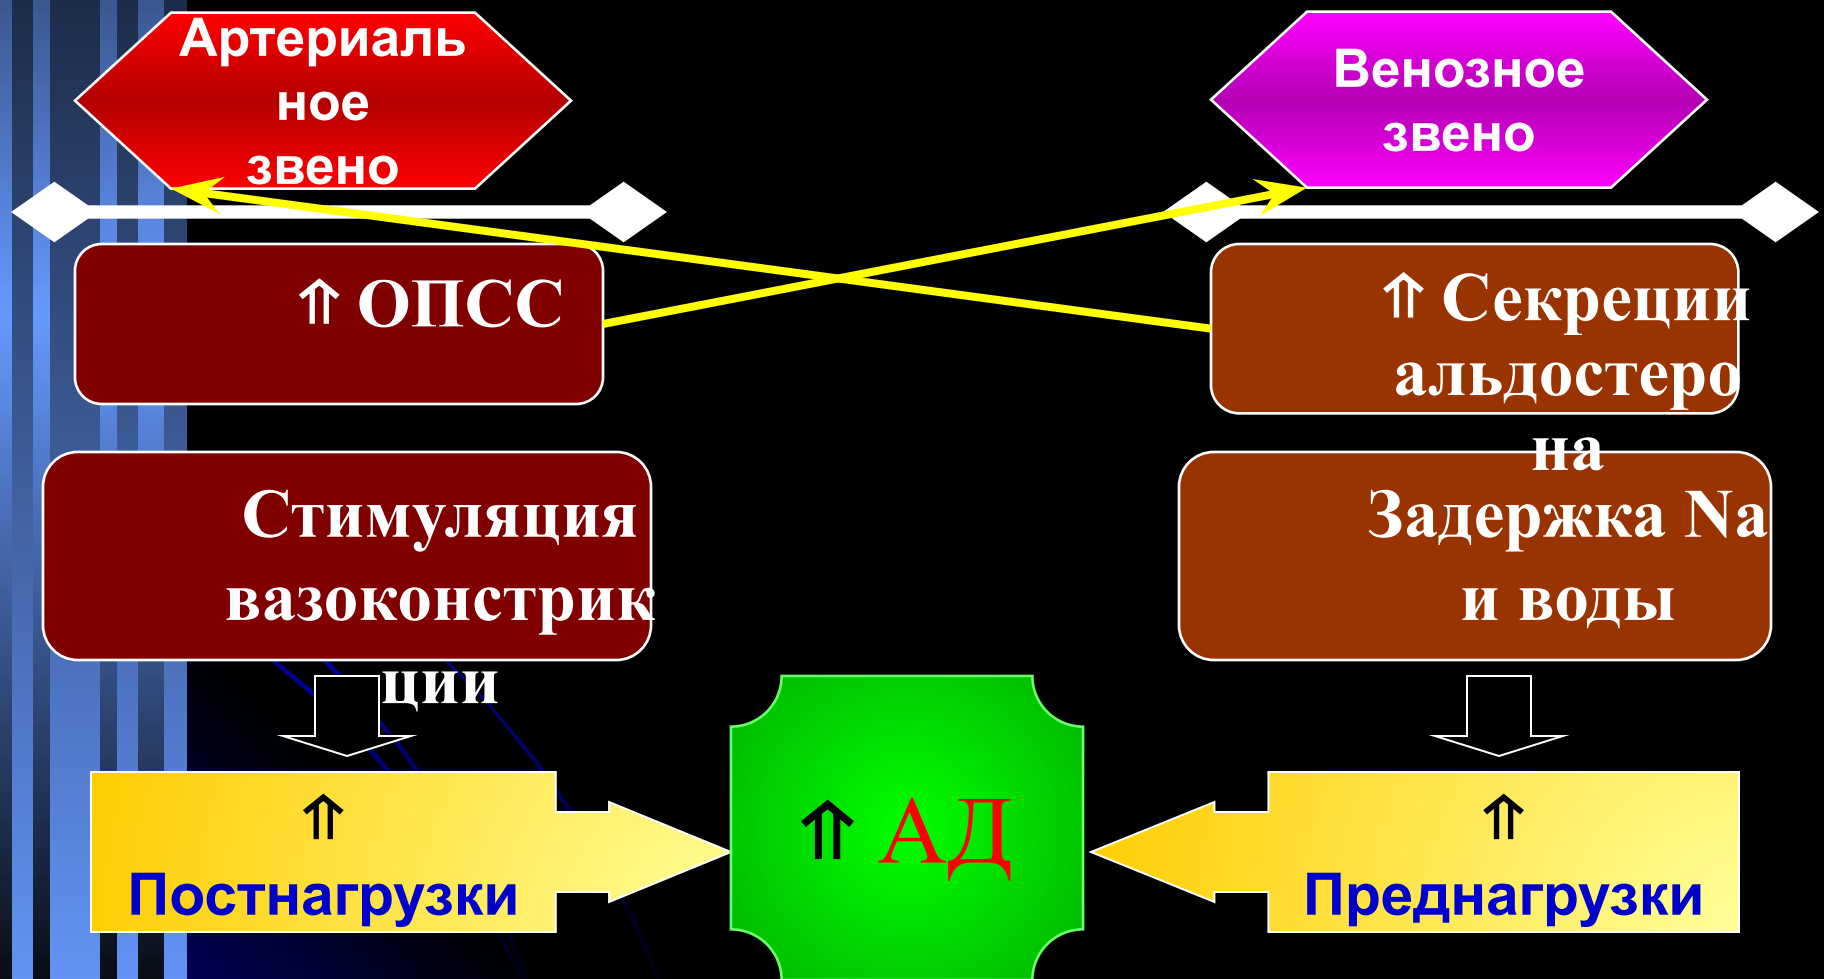 Артериаль
ное
звено
Венозное
звено
⇑ ОПСС
⇑ Секреции
альдостеро
на
Стимуляция
вазоконстрик
ции
Задержка Na
и воды
⇑
Постнагрузки
⇑ АД
⇑
Преднагрузки